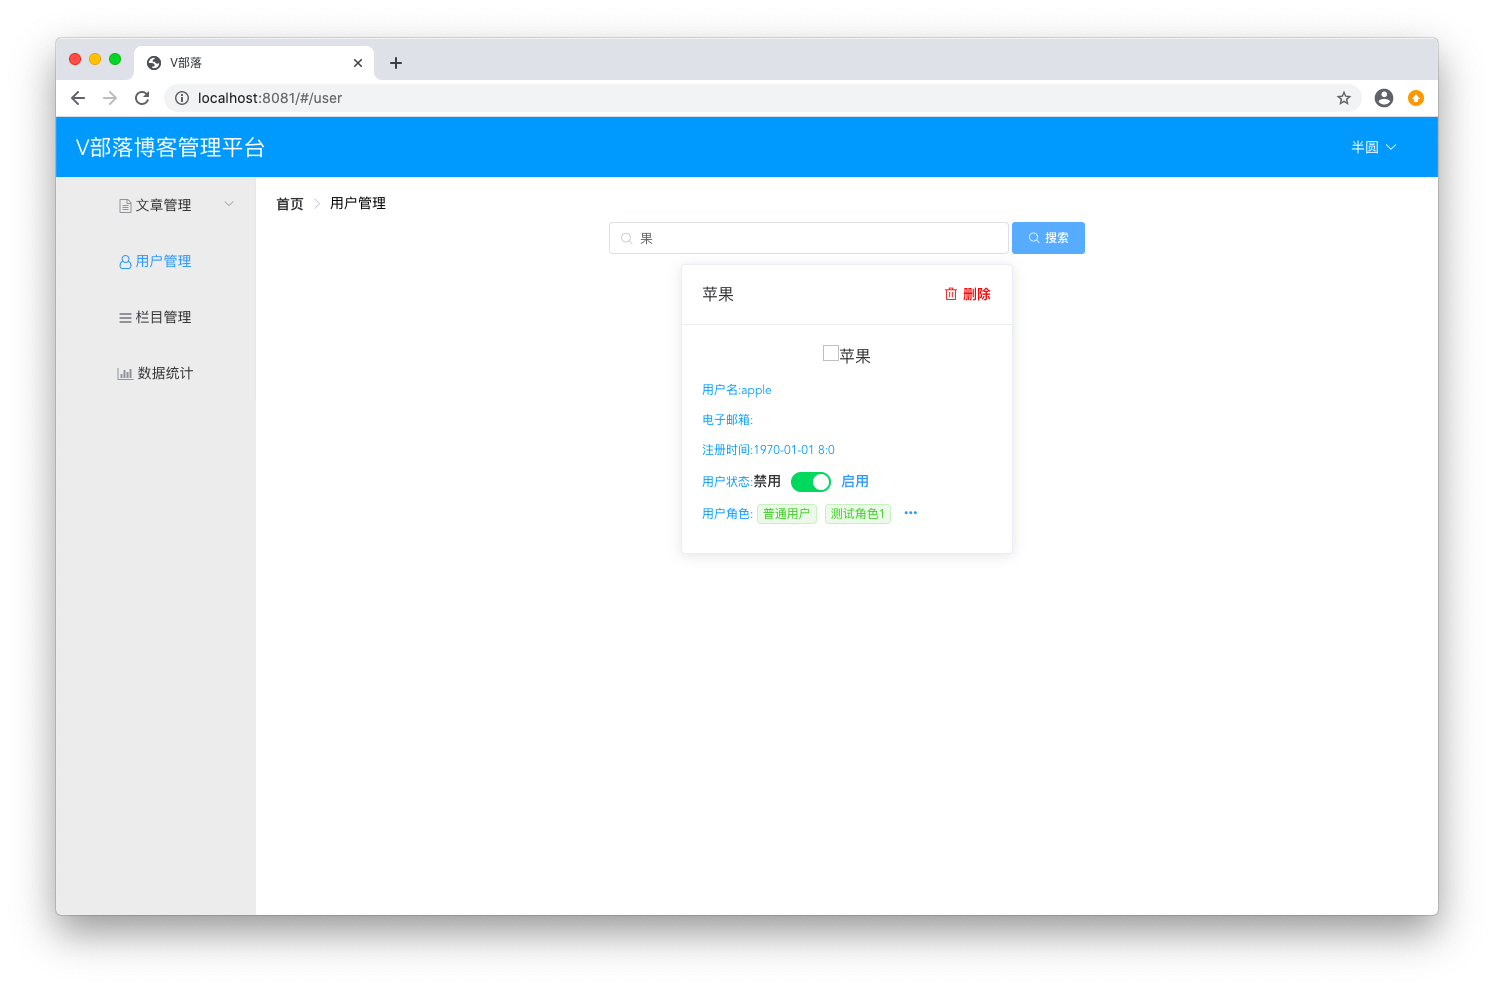 V部落
localhost:8081/#/user
V部落博客管理平台
半圆
文章管理
用户管理
栏目管理
数据统计
首页 用户管理
果 搜索
苹果 删除
苹果
用户名:apple
电子邮箱:
注册时间:1970-01-01 8:0
用户状态:禁用 启用
用户角色: 普通用户 测试角色1 •••